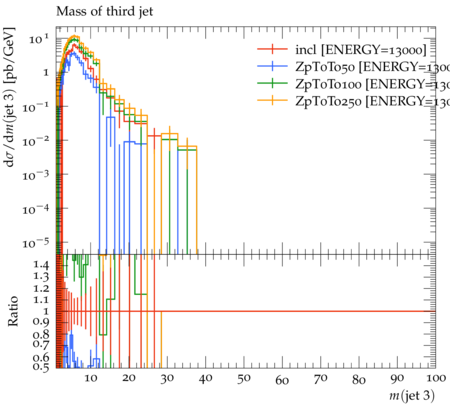 Mass of third jet
dσ/dm(jet 3) [pb/GeV]
10^1
1
10^−1
10^−2
10^−3
10^−4
10^−5
incl [ENERGY=13000]
ZpToTo50 [ENERGY=1300
ZpToTo100 [ENERGY=130
ZpToTo250 [ENERGY=130
Ratio
1.4
1.3
1.2
1.1
1
0.9
0.8
0.7
0.6
0.5
10 20 30 40 50 60 70 80 90 100
m(jet 3)